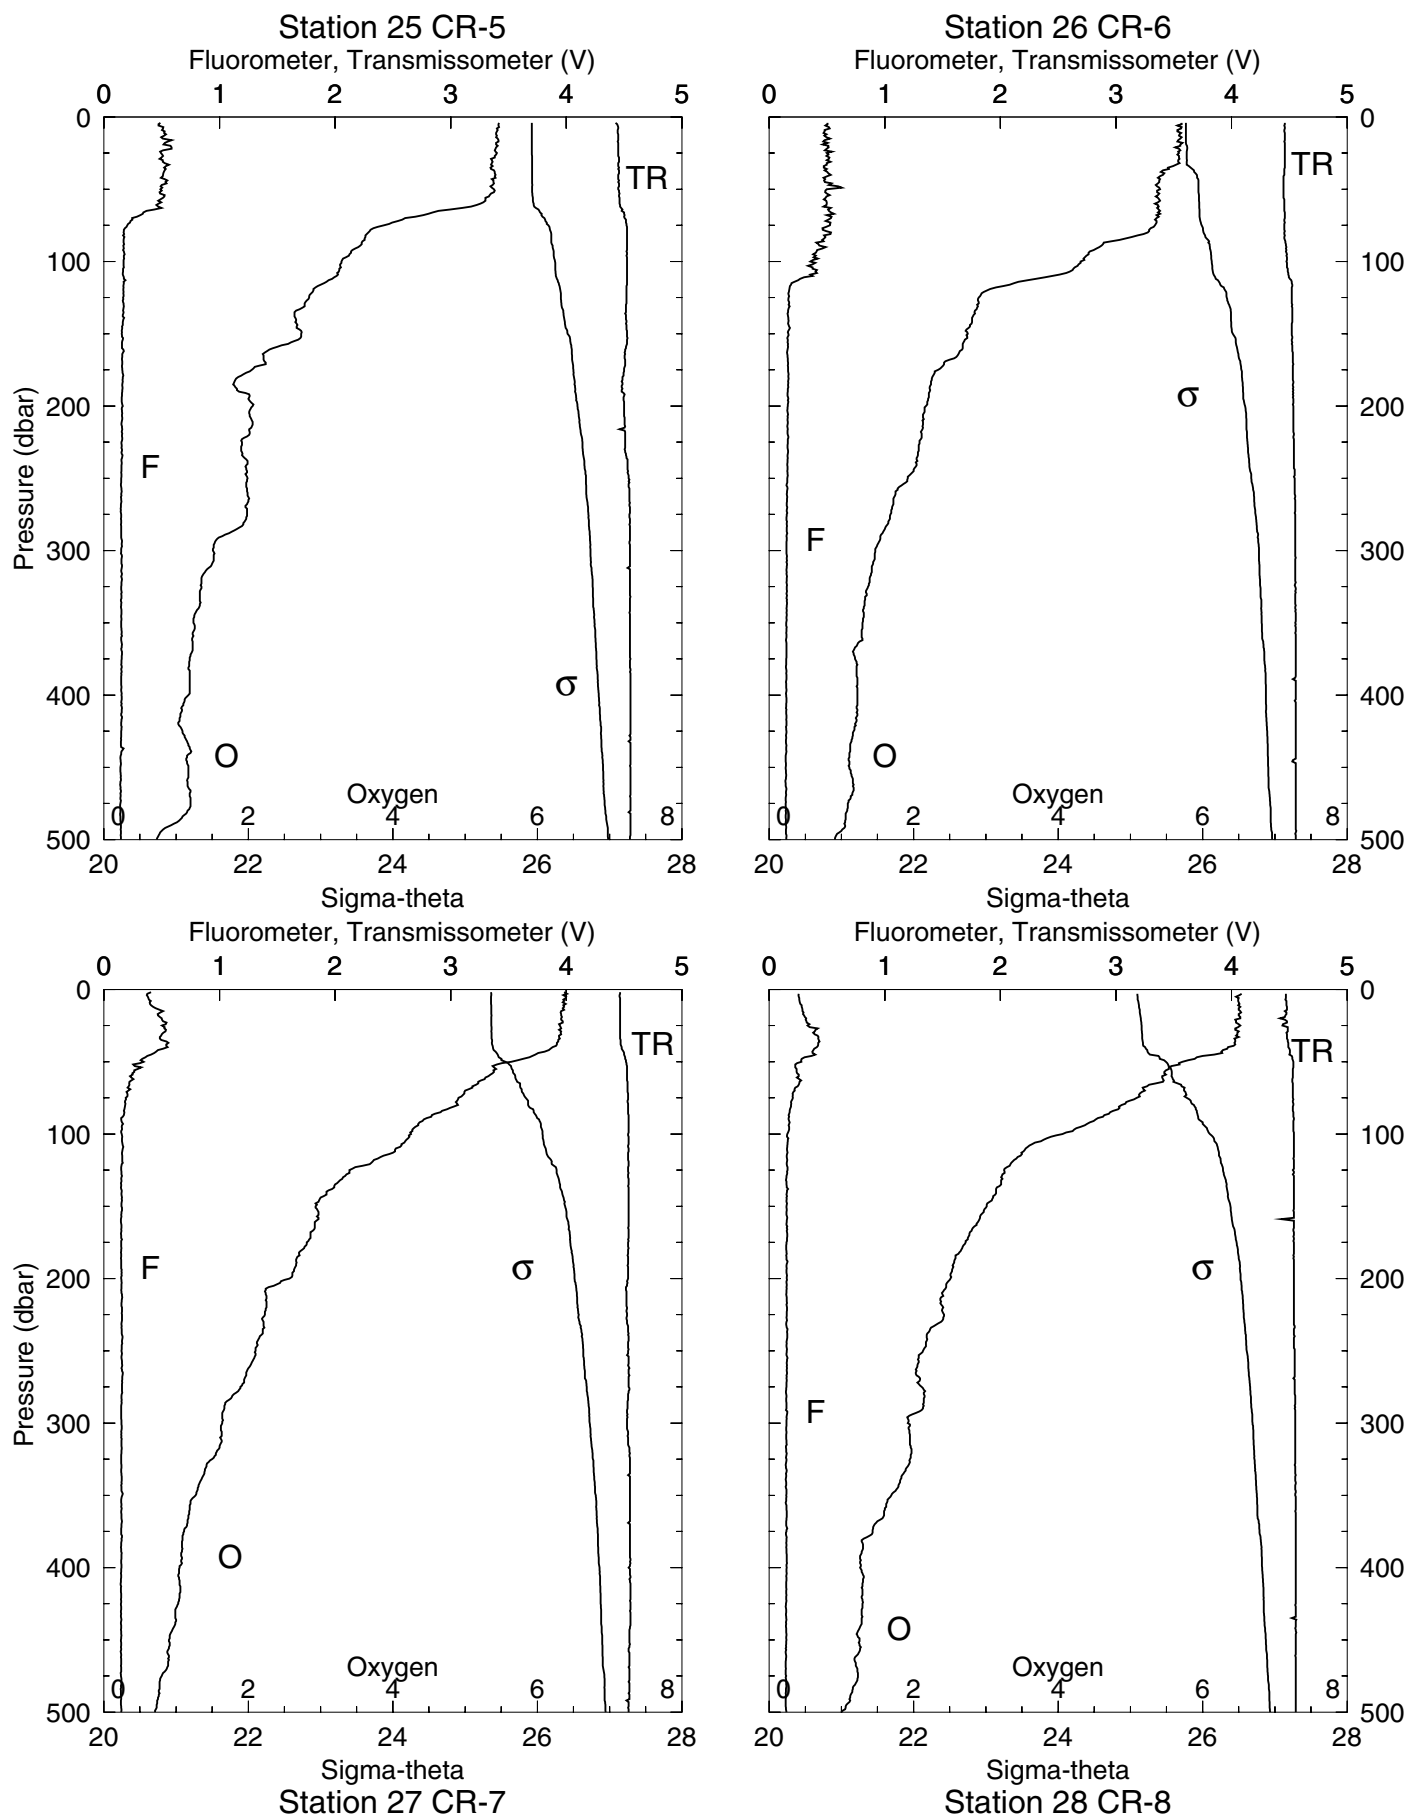 Station 25 CR-5 Station 26 CR-6
Fluorometer, Transmissometer (V) Fluorometer, Transmissometer (V)
0 1 2 3 4 5 0 1 2 3 4 5
0 0
TR TR
100 100
200 σ 200
F
Pressure (dbar)
300 F 300
400 σ 400
O O
Oxygen Oxygen
0 2 4 6 8 0 2 4 6 8
500 500
20 22 24 26 28 20 22 24 26 28
Sigma-theta Sigma-theta
Fluorometer, Transmissometer (V) Fluorometer, Transmissometer (V)
0 1 2 3 4 5 0 1 2 3 4 5
0 0
TR TR
100 100
F σ σ
200 200
Pressure (dbar)
300 F 300
O
400 400
O
Oxygen Oxygen
0 2 4 6 8 0 2 4 6 8
500 500
20 22 24 26 28 20 22 24 26 28
Sigma-theta Sigma-theta
Station 27 CR-7 Station 28 CR-8